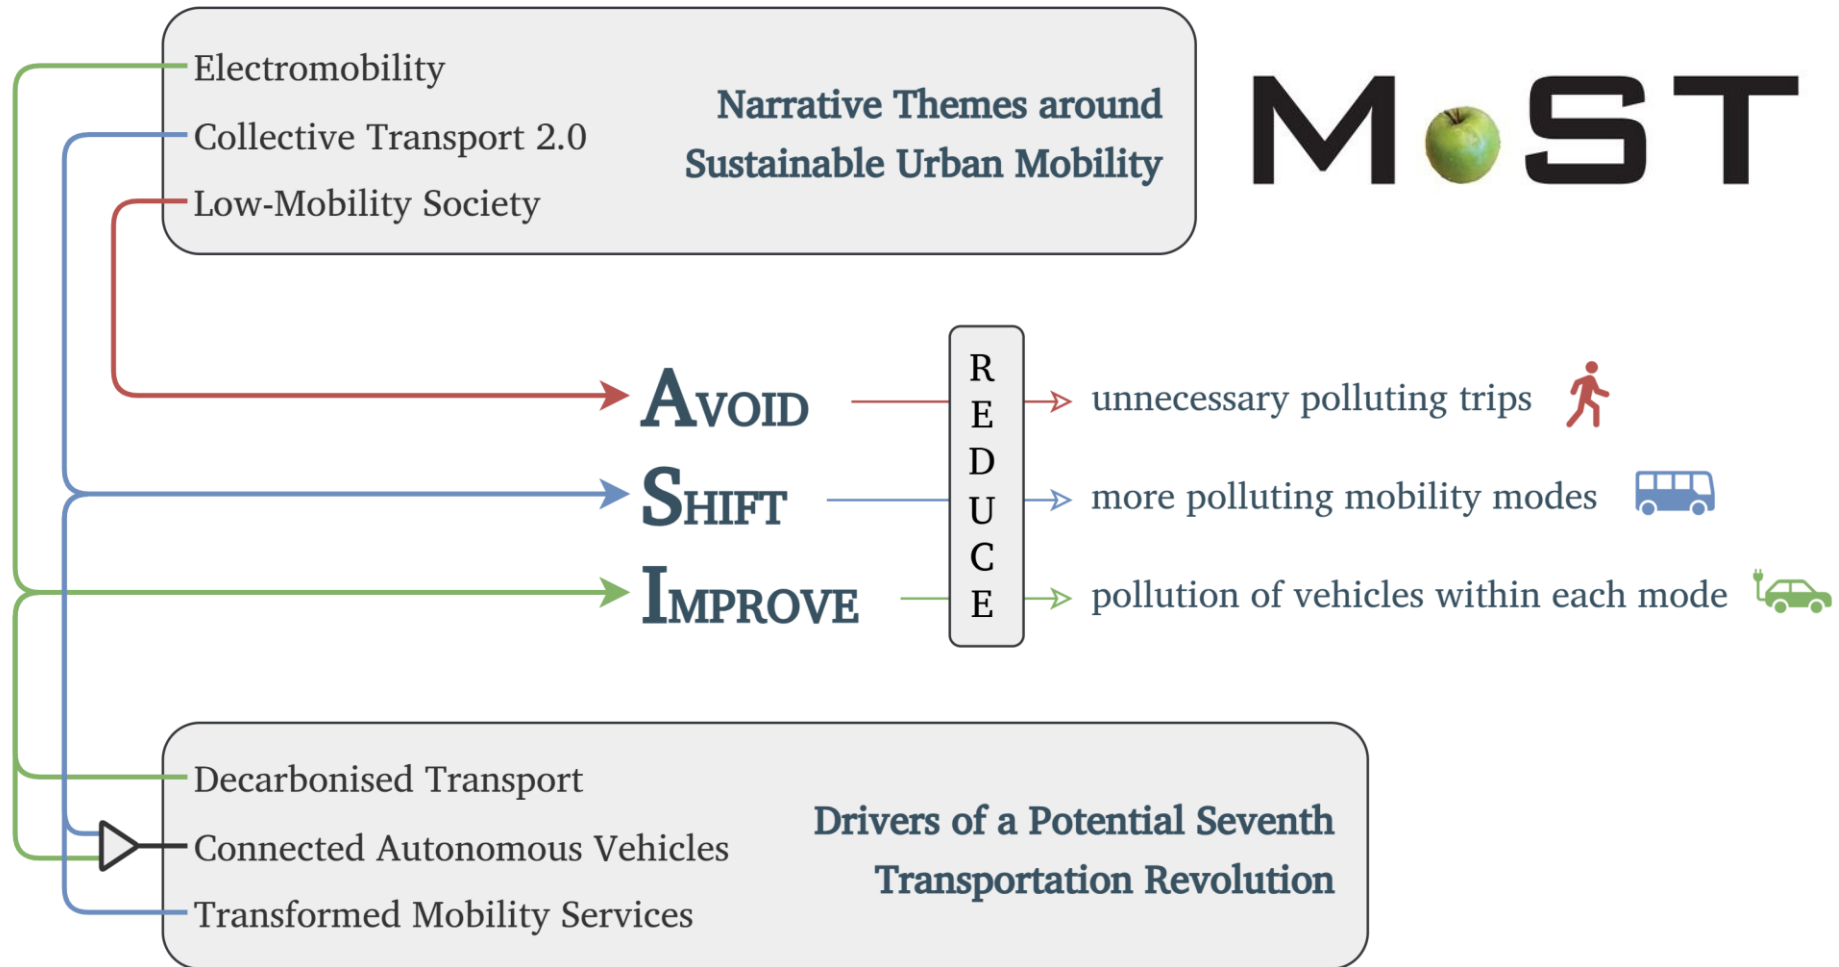 Electromobility
Collective Transport 2.0
Low-Mobility Society
Narrative Themes around
Sustainable Urban Mobility
M ST
AVOID
REDUCE
unnecessary polluting trips
SHIFT
more polluting mobility modes
IMPROVE
pollution of vehicles within each mode
Decarbonised Transport
Connected Autonomous Vehicles
Transformed Mobility Services
Drivers of a Potential Seventh
Transportation Revolution